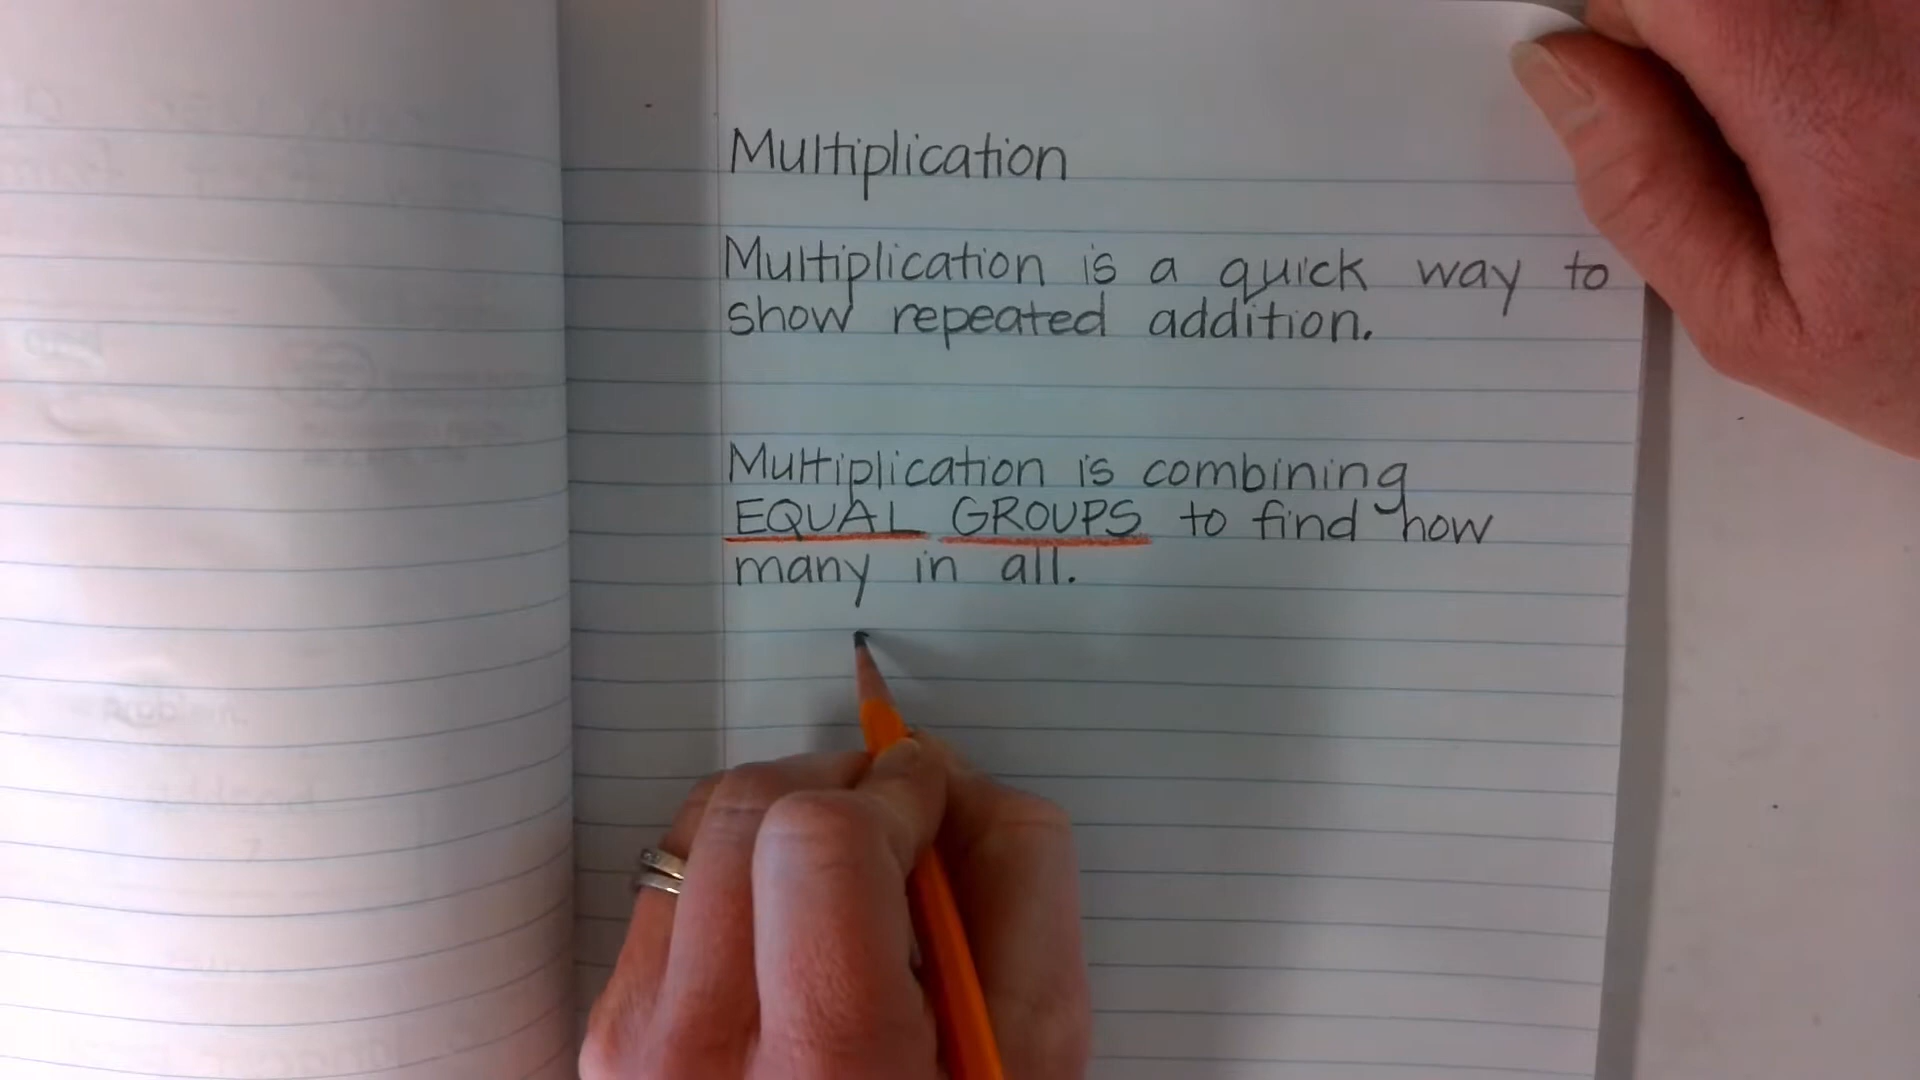 Multiplication
Multiplication is a quick way to
show repeated addition.
Multiplication is combining
EQUAL GROUPS to find how
many in all.